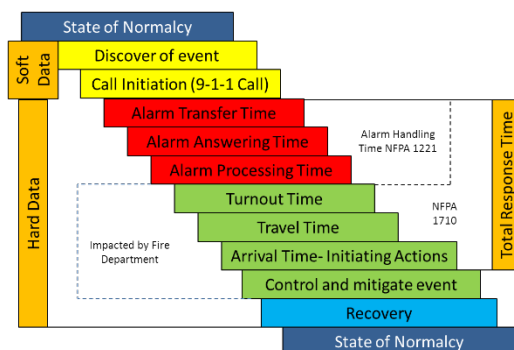 State of Normalcy
Soft
Data
Discover of event
Call Initiation (9-1-1 Call)
Alarm Transfer Time
Alarm Answering Time
Alarm Processing Time
Alarm Handling
Time NFPA 1221
Turnout Time
Travel Time
Arrival Time- Initiating Actions
Control and mitigate event
NFPA
1710
Total Response Time
Hard Data
Impacted by Fire
Department
Recovery
State of Normalcy